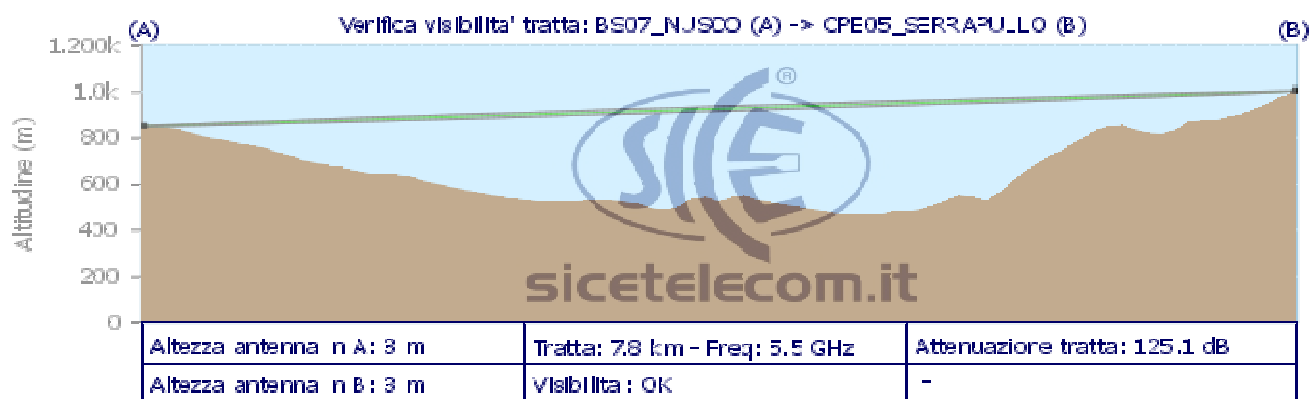 Verifica visibilita' tratta: BS07_NUSCO (A) -> CPE05_SERRAPULLO (B)
(A)
(B)
1.200k
1.0k
800
600
400
200
0
Altitudine (m)
SICE
®
sicetelecom.it
Altezza antenna in A: 3 m
Tratta: 7.8 km - Freq: 5.5 GHz
Attenuazione tratta: 125.1 dB
Altezza antenna in B: 3 m
Visibilita: OK
-